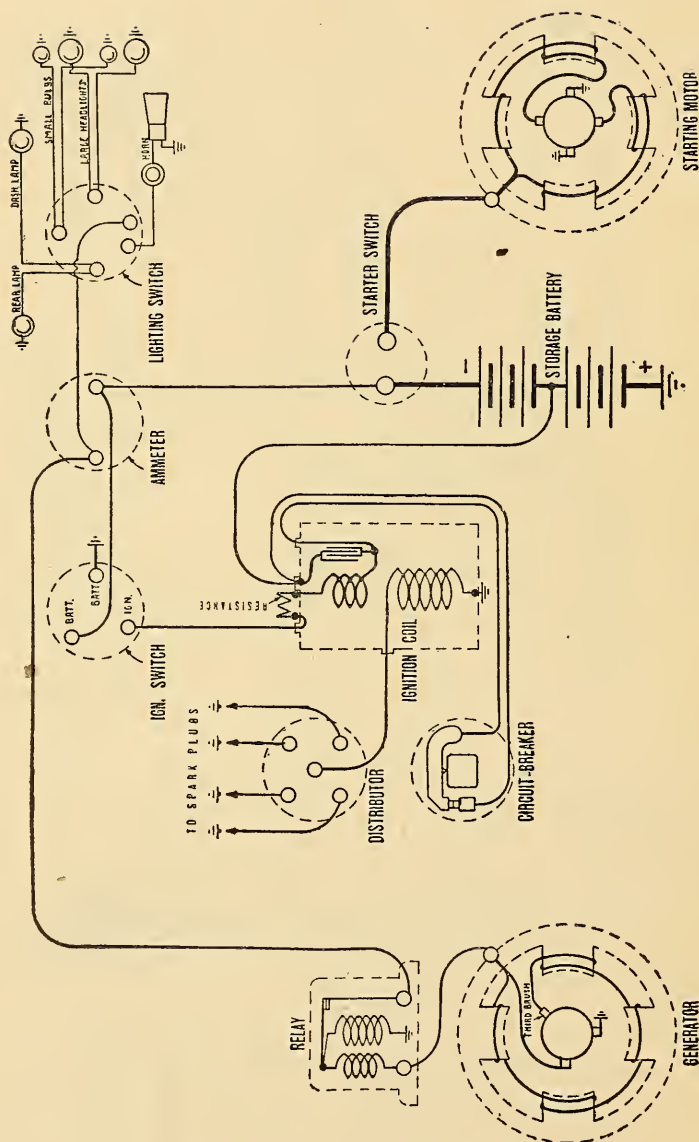 REAR LAMP
DASH LAMP
SMALL BULBS
LARGE HEADLIGHTS
HORN
LIGHTING SWITCH
AMMETER
BATT.
BATT.
IGN.
IGN. SWITCH
RESISTANCE
TO SPARK PLUGS
DISTRIBUTOR
IGNITION COIL
CIRCUIT-BREAKER
STARTER SWITCH
-
STORAGE BATTERY
+
STARTING MOTOR
RELAY
THIRD BRUSH
GENERATOR